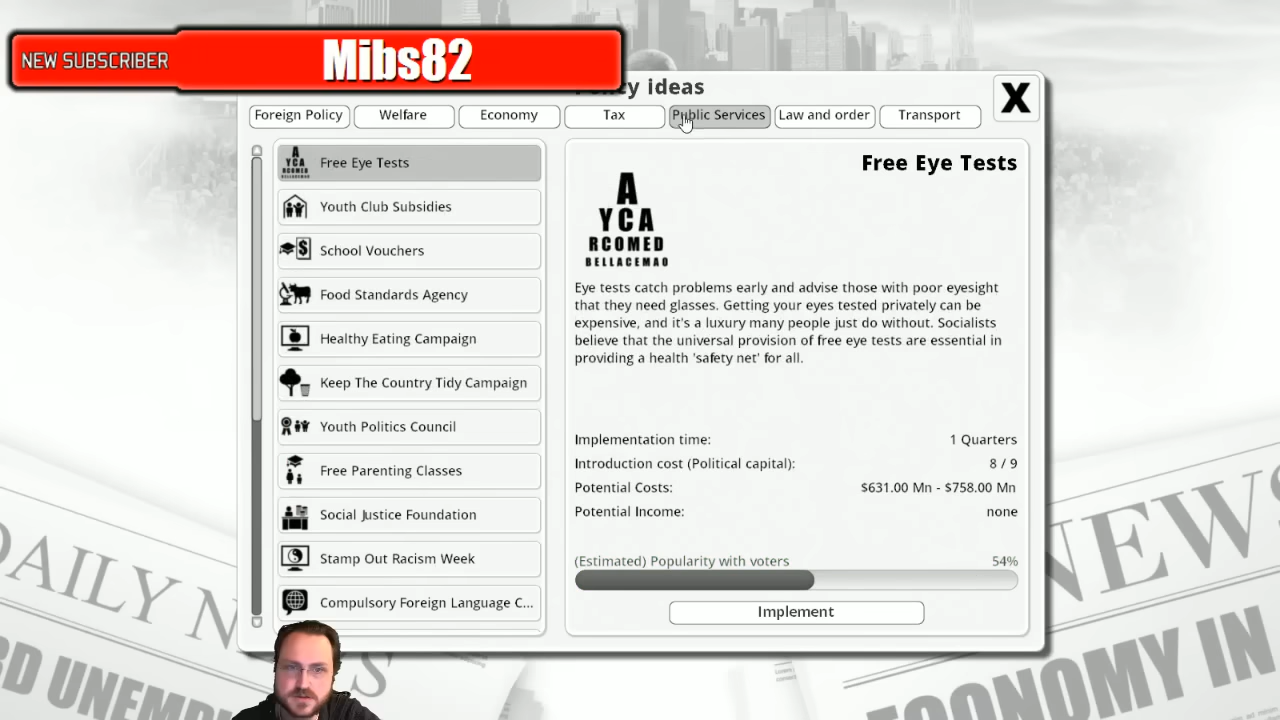 NEW SUBSCRIBER
Mibs82
ideas
Foreign Policy
Welfare
Economy
Tax
Public Services
Law and order
Transport
X
A
YCA
RCOMED
BELLACEMAO
Free Eye Tests
Youth Club Subsidies
School Vouchers
Food Standards Agency
Healthy Eating Campaign
Keep The Country Tidy Campaign
Youth Politics Council
Free Parenting Classes
Social Justice Foundation
Stamp Out Racism Week
Compulsory Foreign Language C...
Free Eye Tests
A
YCA
RCOMED
BELLACEMAO
Eye tests catch problems early and advise those with poor eyesight
that they need glasses. Getting your eyes tested privately can be
expensive, and it's a luxury many people just do without. Socialists
believe that the universal provision of free eye tests are essential in
providing a health 'safety net' for all.
Implementation time: 1 Quarters
Introduction cost (Political capital): 8 / 9
Potential Costs: $631.00 Mn - $758.00 Mn
Potential Income: none
(Estimated) Popularity with voters 54%
Implement
DAILY
NEWS
ECONOMY IN